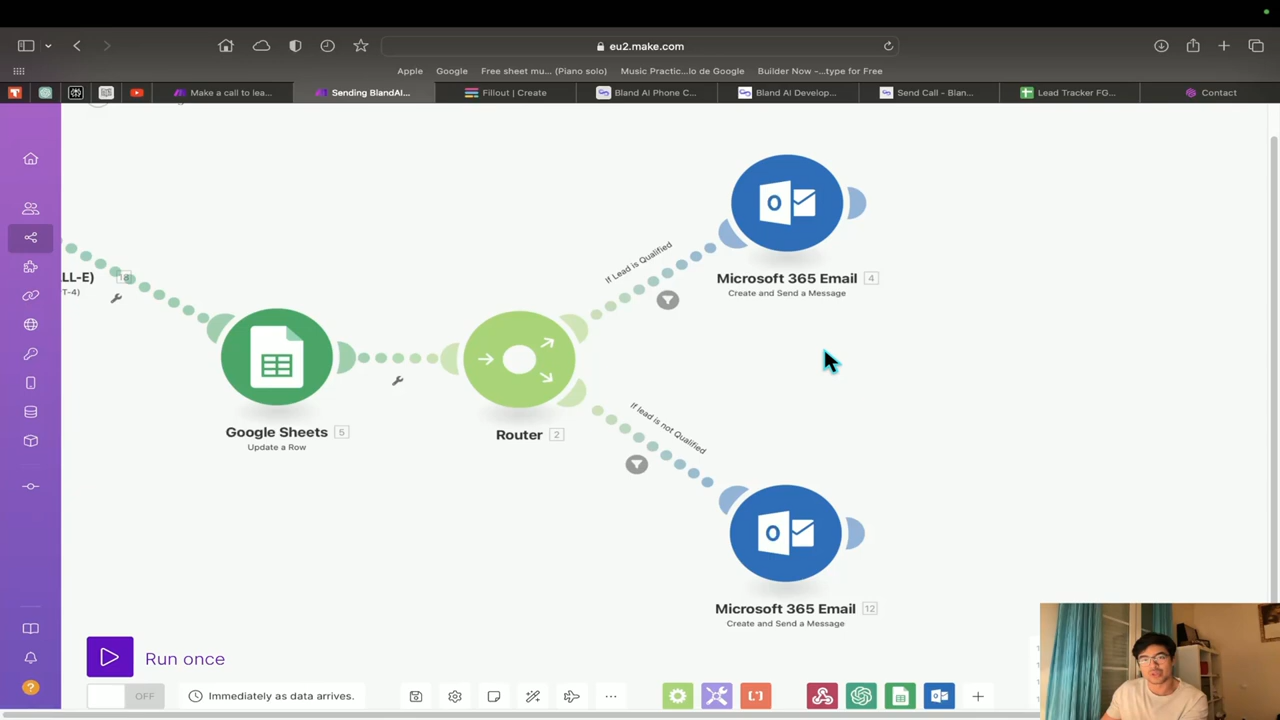 eu2.make.com
Apple
Google
Free sheet mu... (Piano solo)
Music Practic...lo de Google
Builder Now -...type for Free
Make a call to lea...
Sending BlandAI...
Fillout | Create
Bland AI Phone C...
Bland AI Develop...
Send Call - Blan...
Lead Tracker FG...
Contact
If Lead is Qualified
Microsoft 365 Email 4
Create and Send a Message
LL-E) 18
T-4)
Google Sheets 5
Update a Row
Router 2
If lead is not Qualified
Microsoft 365 Email 12
Create and Send a Message
Run once
OFF
Immediately as data arrives.